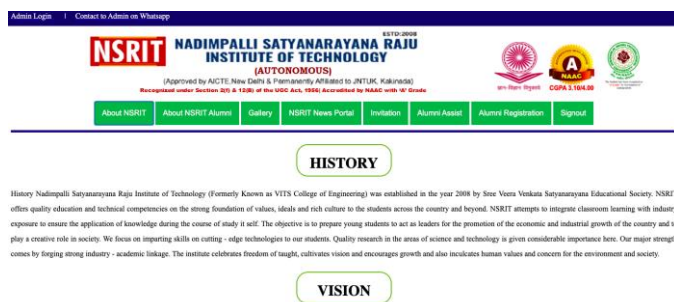 Admin Login | Contact to Admin on Whatsapp
ESTD:2008
NSRIT NADIMPALLI SATYANARAYANA RAJU
INSTITUTE OF TECHNOLOGY
(AUTONOMOUS)
(Approved by AICTE, New Delhi & Permanently Affiliated to JNTUK, Kakinada)
Recognized under Section 2(f) & 12(B) of the UGC Act, 1956| Accredited by NAAC with 'A' Grade
NAAC
A
ज्ञान-विज्ञान विमुक्तये
CGPA 3.10/4.00
About NSRIT About NSRIT Alumni Gallery NSRIT News Portal Invitation Alumni Assist Alumni Registration Signout
HISTORY
History Nadimpalli Satyanarayana Raju Institute of Technology (Formerly Known as VITS College of Engineering) was established in the year 2008 by Sree Veera Venkata Satyanarayana Educational Society. NSRIT
offers quality education and technical competencies on the strong foundation of values, ideals and rich culture to the students across the country and beyond. NSRIT attempts to integrate classroom learning with industry
exposure to ensure the application of knowledge during the course of study it self. The objective is to prepare young students to act as leaders for the promotion of the economic and industrial growth of the country and t
play a creative role in society. We focus on imparting skills on cutting - edge technologies to our students. Quality research in the areas of science and technology is given considerable importance here. Our major strengt
comes by forging strong industry - academic linkage. The institute celebrates freedom of taught, cultivates vision and encourages growth and also inculcates human values and concern for the environment and society.
VISION